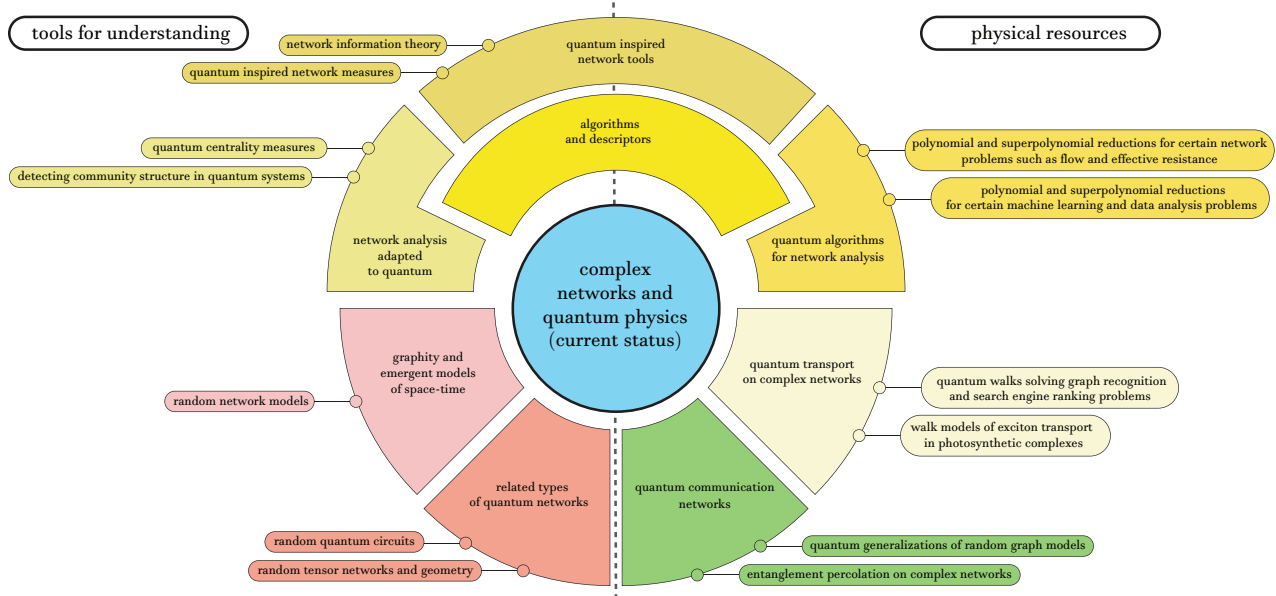 tools for understanding
physical resources
network information theory
quantum inspired network measures
quantum inspired
network tools
algorithms
and descriptors
quantum centrality measures
detecting community structure in quantum systems
network analysis
adapted
to quantum
polynomial and superpolynomial reductions for certain network
problems such as flow and effective resistance
polynomial and superpolynomial reductions
for certain machine learning and data analysis problems
quantum algorithms
for network analysis
complex
networks and
quantum physics
(current status)
graphity and
emergent models
of space-time
random network models
quantum transport
on complex networks
quantum walks solving graph recognition
and search engine ranking problems
walk models of exciton transport
in photosynthetic complexes
related types
of quantum networks
random quantum circuits
random tensor networks and geometry
quantum communication
networks
quantum generalizations of random graph models
entanglement percolation on complex networks